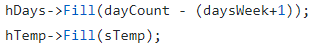 hDays->Fill(dayCount - (daysWeek+1));
hTemp->Fill(sTemp);